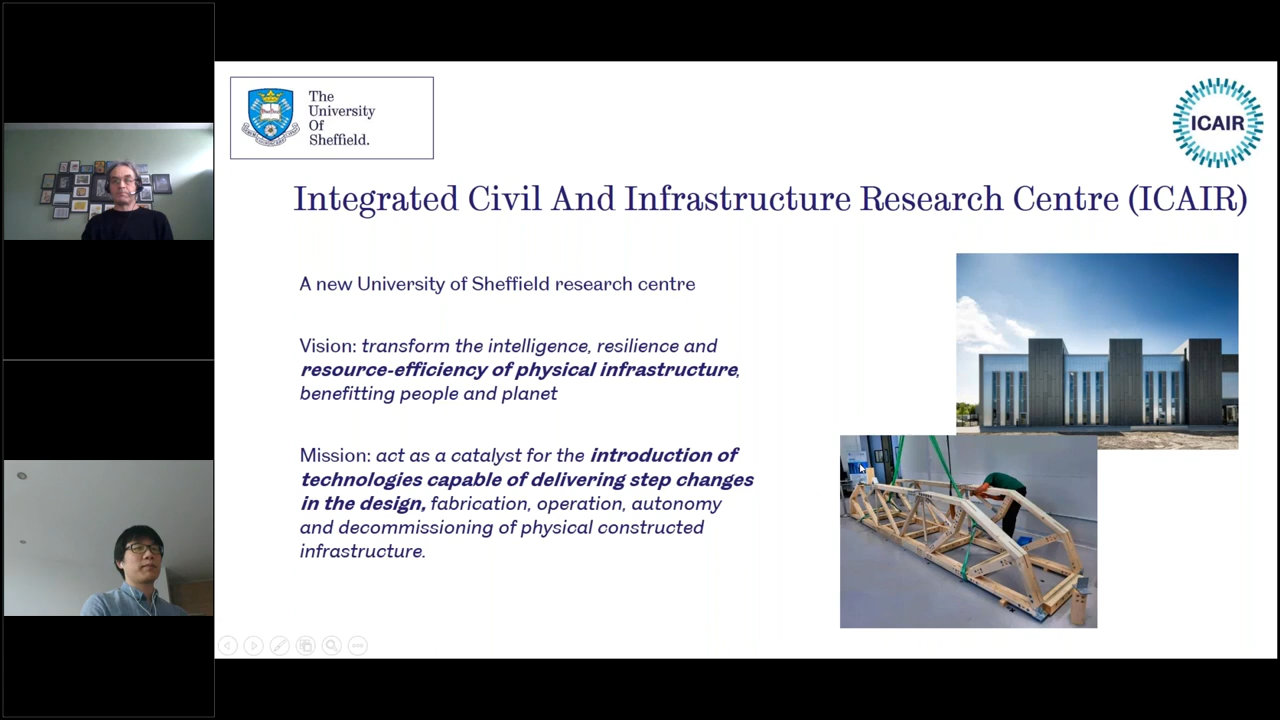 The
University
Of
Sheffield.
ICAIR
Integrated Civil And Infrastructure Research Centre (ICAIR)
A new University of Sheffield research centre
Vision: transform the intelligence, resilience and
resource-efficiency of physical infrastructure,
benefitting people and planet
Mission: act as a catalyst for the introduction of
technologies capable of delivering step changes
in the design, fabrication, operation, autonomy
and decommissioning of physical constructed
infrastructure.